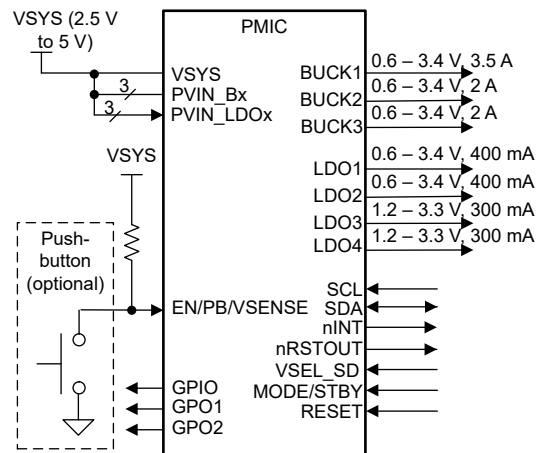 VSYS (2.5 V
to 5 V)
PMIC
VSYS
3
PVIN_Bx
3
PVIN_LDOx
VSYS
Push-
button
(optional)
EN/PB/VSENSE
GPIO
GPO1
GPO2
BUCK1
0.6 – 3.4 V, 3.5 A
BUCK2
0.6 – 3.4 V, 2 A
BUCK3
0.6 – 3.4 V, 2 A
LDO1
0.6 – 3.4 V, 400 mA
LDO2
0.6 – 3.4 V, 400 mA
LDO3
1.2 – 3.3 V, 300 mA
LDO4
1.2 – 3.3 V, 300 mA
SCL
SDA
nINT
nRSTOUT
VSEL_SD
MODE/STBY
RESET